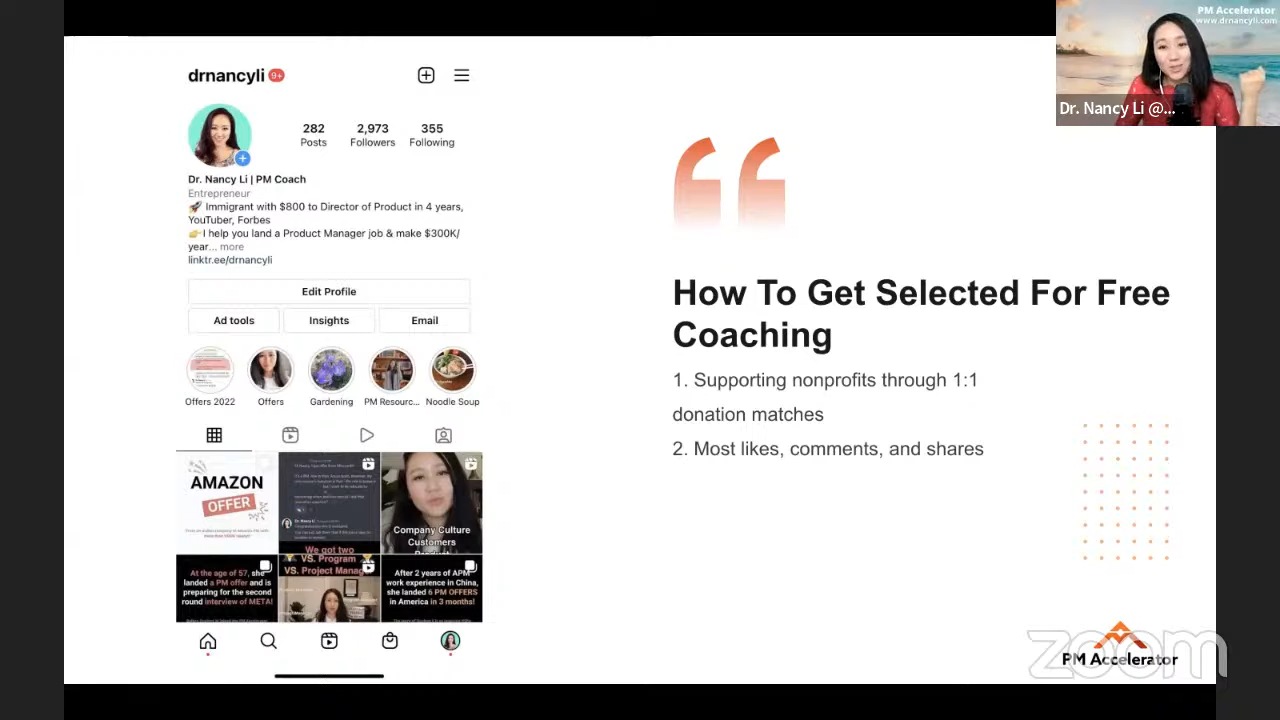 PM Accelerator
www.drnancyli.com
Dr. Nancy Li @...
drnancyli 9+
282
2,973
355
Posts
Followers
Following
Dr. Nancy Li | PM Coach
Entrepreneur
🚀 Immigrant with $800 to Director of Product in 4 years,
YouTuber, Forbes
👉I help you land a Product Manager job & make $300K/
year... more
linktr.ee/drnancyli
Edit Profile
Ad tools
Insights
Email
Offers 2022
Offers
Gardening
PM Resourc...
Noodle Soup
AMAZON
OFFER
We got two
Company Culture
Customers
Product
At the age of 57, she
landed a PM offer and is
preparing for the second
round interview of META!
VS. Program
VS. Project Manag
After 2 years of APM
work experience in China,
she landed 6 PM OFFERS
in America in 3 months!
How To Get Selected For Free
Coaching
1. Supporting nonprofits through 1:1
donation matches
2. Most likes, comments, and shares
zoom
PM Accelerator